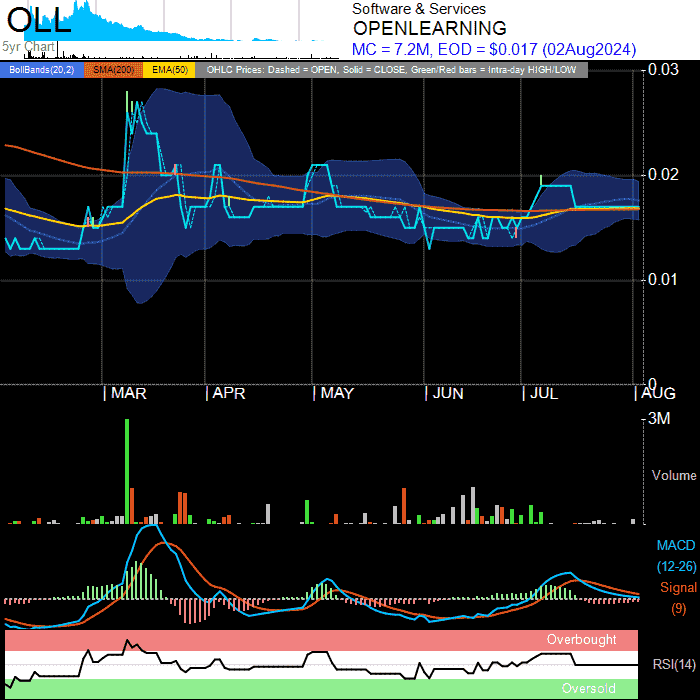 OLL
Software & Services
OPENLEARNING
5yr Chart
MC = 7.2M, EOD = $0.017 (02Aug2024)
BollBands(20,2) SMA(200) EMA(50) OHLC Prices: Dashed = OPEN, Solid = CLOSE, Green/Red bars = Intra-day HIGH/LOW
0.03
0.02
0.01
0
MAR APR MAY JUN JUL AUG
3M
Volume
MACD
(12-26)
Signal
(9)
Overbought
RSI(14)
Oversold